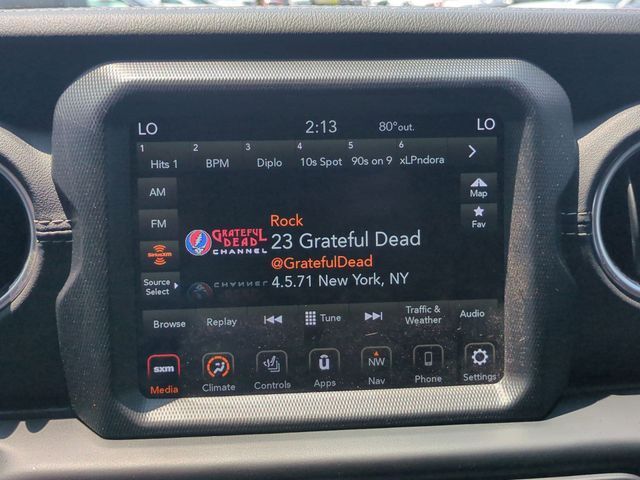 LO 2:13 80°out. LO
1 2 3 4 5 6
Hits 1 BPM Diplo 10s Spot 90s on 9 xLPndora
AM
Map
FM
Fav
SiriusXM
Source
Select
GRATEFUL
DEAD
CHANNEL
Rock
23 Grateful Dead
@GratefulDead
4.5.71 New York, NY
CHANNEL
Browse Replay Tune Traffic &
Weather Audio
sxm ū NW
Media Climate Controls Apps Nav Phone Settings